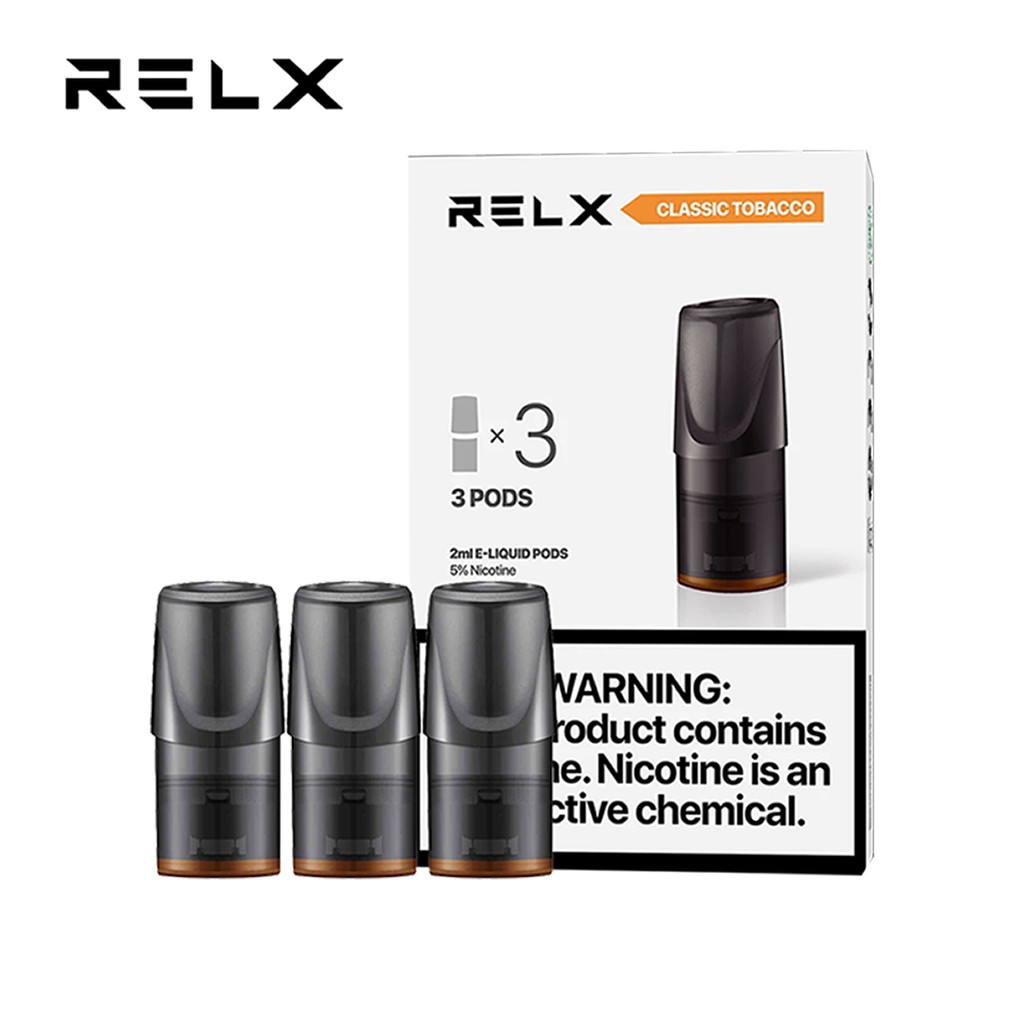 RELX
RELX
CLASSIC TOBACCO
× 3
3 PODS
2ml E-LIQUID PODS
5% Nicotine
WARNING:
roduct contains
ne. Nicotine is an
ctive chemical.